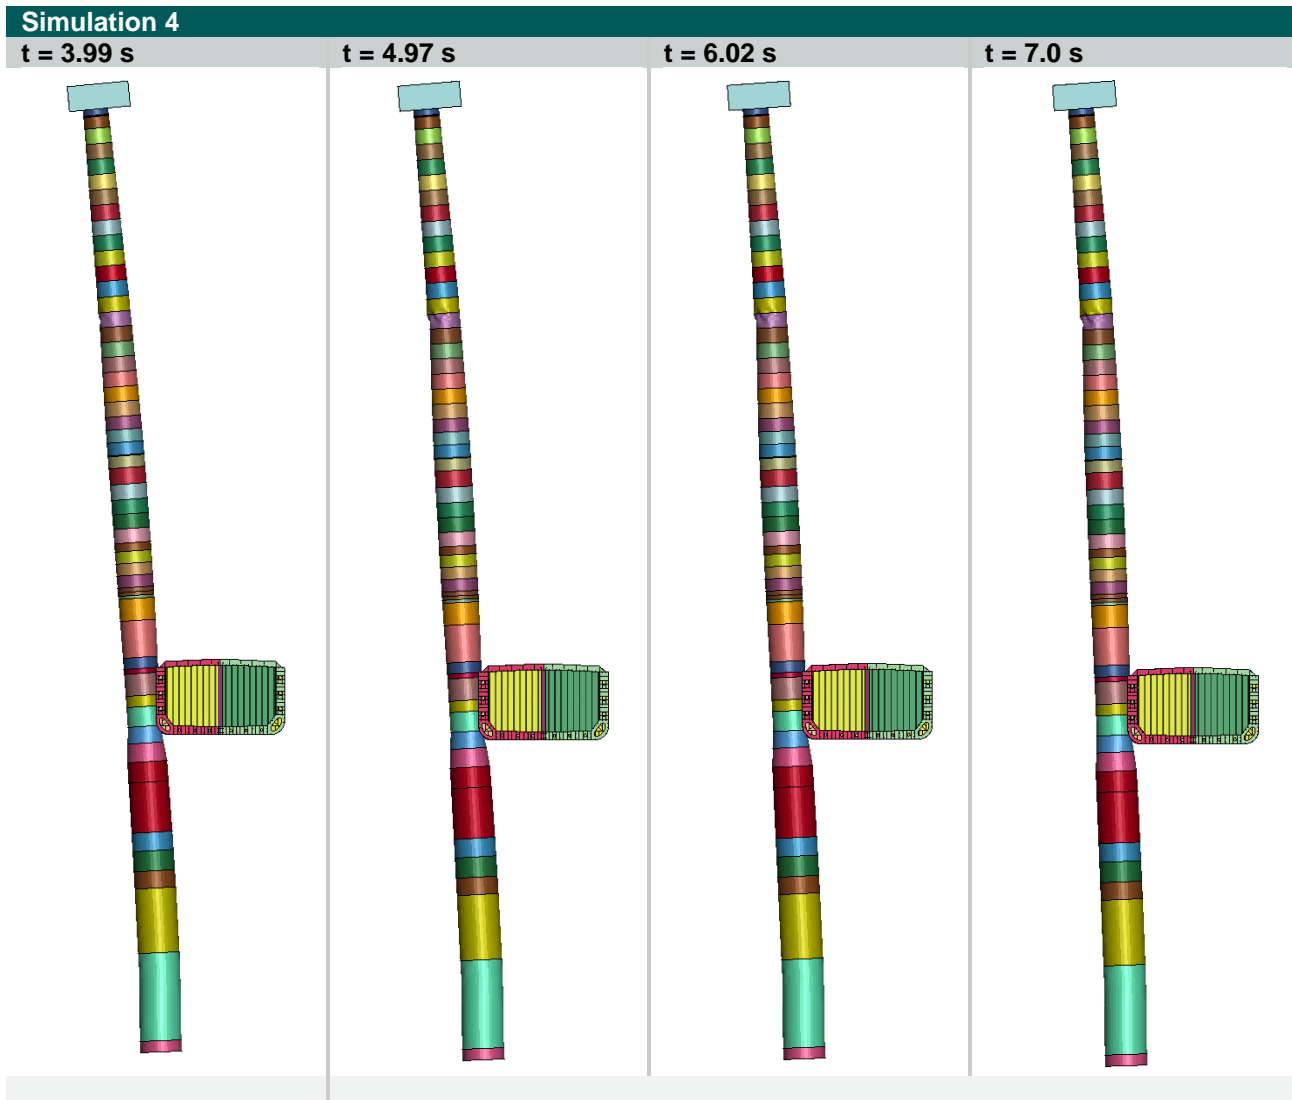 Simulation 4
t = 3.99 s
t = 4.97 s
t = 6.02 s
t = 7.0 s